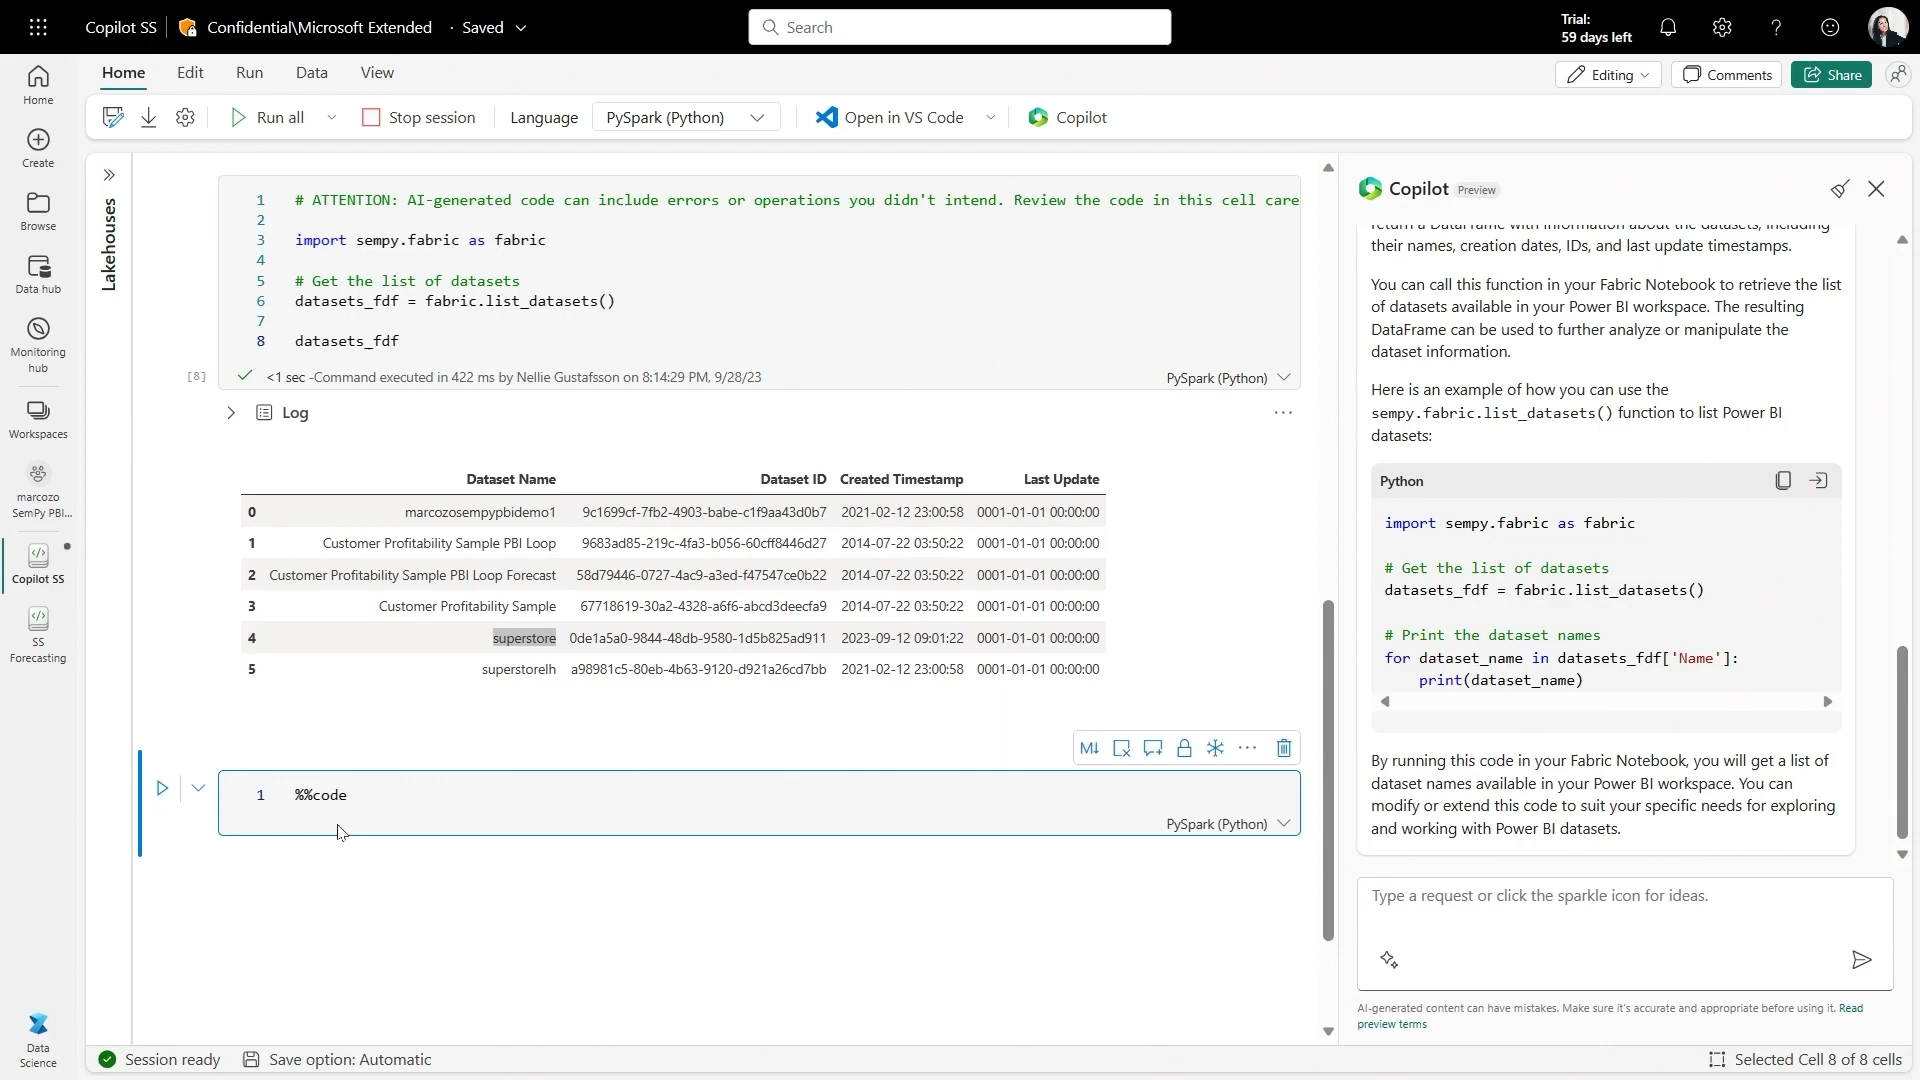 Copilot SS
Confidential\Microsoft Extended · Saved
Search
Trial:
59 days left
Home Edit Run Data View
Editing Comments Share
Run all Stop session Language PySpark (Python) Open in VS Code Copilot
Home
Create
Browse
Data hub
Monitoring
hub
Workspaces
marcozo
SemPy PBI...
Copilot SS
SS
Forecasting
Data
Science
Lakehouses
1 # ATTENTION: AI-generated code can include errors or operations you didn't intend. Review the code in this cell care
2
3 import sempy.fabric as fabric
4
5 # Get the list of datasets
6 datasets_fdf = fabric.list_datasets()
7
8 datasets_fdf
[8] <1 sec -Command executed in 422 ms by Nellie Gustafsson on 8:14:29 PM, 9/28/23 PySpark (Python)
Log ...
Dataset Name Dataset ID Created Timestamp Last Update
0 marcozosempypbidemo1 9c1699cf-7fb2-4903-babe-c1f9aa43d0b7 2021-02-12 23:00:58 0001-01-01 00:00:00
1 Customer Profitability Sample PBI Loop 9683ad85-219c-4fa3-b056-60cff8446d27 2014-07-22 03:50:22 0001-01-01 00:00:00
2 Customer Profitability Sample PBI Loop Forecast 58d79446-0727-4ac9-a3ed-f47547ce0b22 2014-07-22 03:50:22 0001-01-01 00:00:00
3 Customer Profitability Sample 67718619-30a2-4328-a6f6-abcd3deecfa9 2014-07-22 03:50:22 0001-01-01 00:00:00
4 superstore 0de1a5a0-9844-48db-9580-1d5b825ad911 2023-09-12 09:01:22 0001-01-01 00:00:00
5 superstorelh a98981c5-80eb-4b63-9120-d921a26cd7bb 2021-02-12 23:00:58 0001-01-01 00:00:00
M↓ ...
1 %%code
PySpark (Python)
Copilot Preview
return a DataFrame with information about the datasets, including
their names, creation dates, IDs, and last update timestamps.
You can call this function in your Fabric Notebook to retrieve the list
of datasets available in your Power BI workspace. The resulting
DataFrame can be used to further analyze or manipulate the
dataset information.
Here is an example of how you can use the
sempy.fabric.list_datasets() function to list Power BI
datasets:
Python
import sempy.fabric as fabric
# Get the list of datasets
datasets_fdf = fabric.list_datasets()
# Print the dataset names
for dataset_name in datasets_fdf['Name']:
print(dataset_name)
By running this code in your Fabric Notebook, you will get a list of
dataset names available in your Power BI workspace. You can
modify or extend this code to suit your specific needs for exploring
and working with Power BI datasets.
Type a request or click the sparkle icon for ideas.
AI-generated content can have mistakes. Make sure it's accurate and appropriate before using it. Read
preview terms
Session ready Save option: Automatic Selected Cell 8 of 8 cells